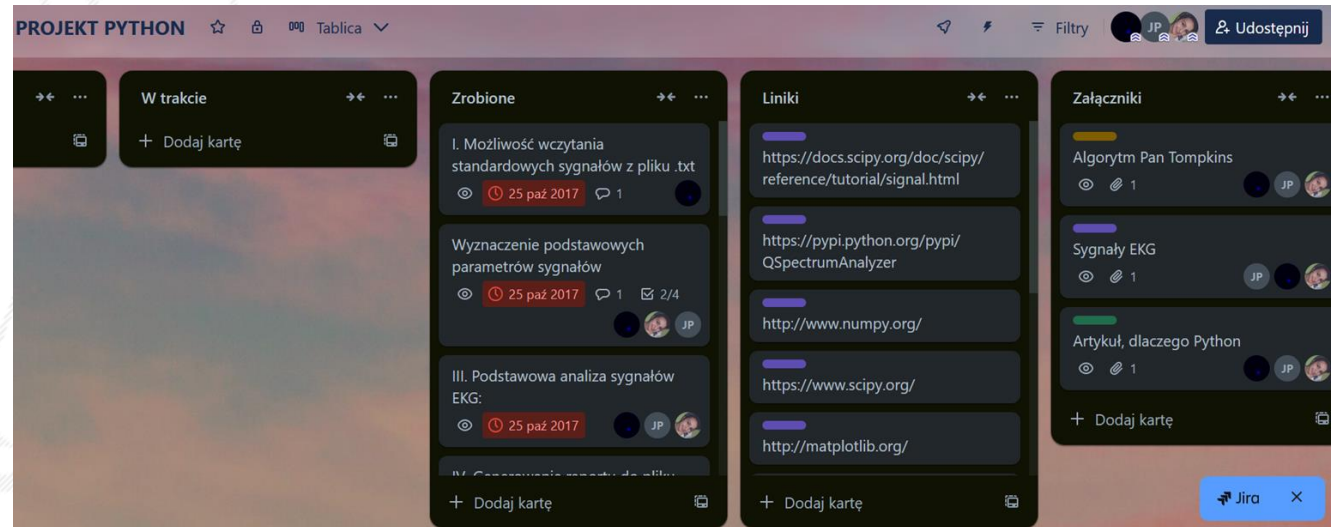 PROJEKT PYTHON
Tablica
Filtry
JP
Udostępnij
W trakcie
Dodaj kartę
Zrobione
I. Możliwość wczytania
standardowych sygnałów z pliku .txt
25 paź 2017
1
Wyznaczenie podstawowych
parametrów sygnałów
25 paź 2017
1
2/4
JP
III. Podstawowa analiza sygnałów
EKG:
25 paź 2017
JP
Dodaj kartę
Liniki
https://docs.scipy.org/doc/scipy/
reference/tutorial/signal.html
https://pypi.python.org/pypi/
QSpectrumAnalyzer
http://www.numpy.org/
https://www.scipy.org/
http://matplotlib.org/
Dodaj kartę
Załączniki
Algorytm Pan Tompkins
1
JP
Sygnały EKG
1
JP
Artykuł, dlaczego Python
1
JP
Dodaj kartę
Jira